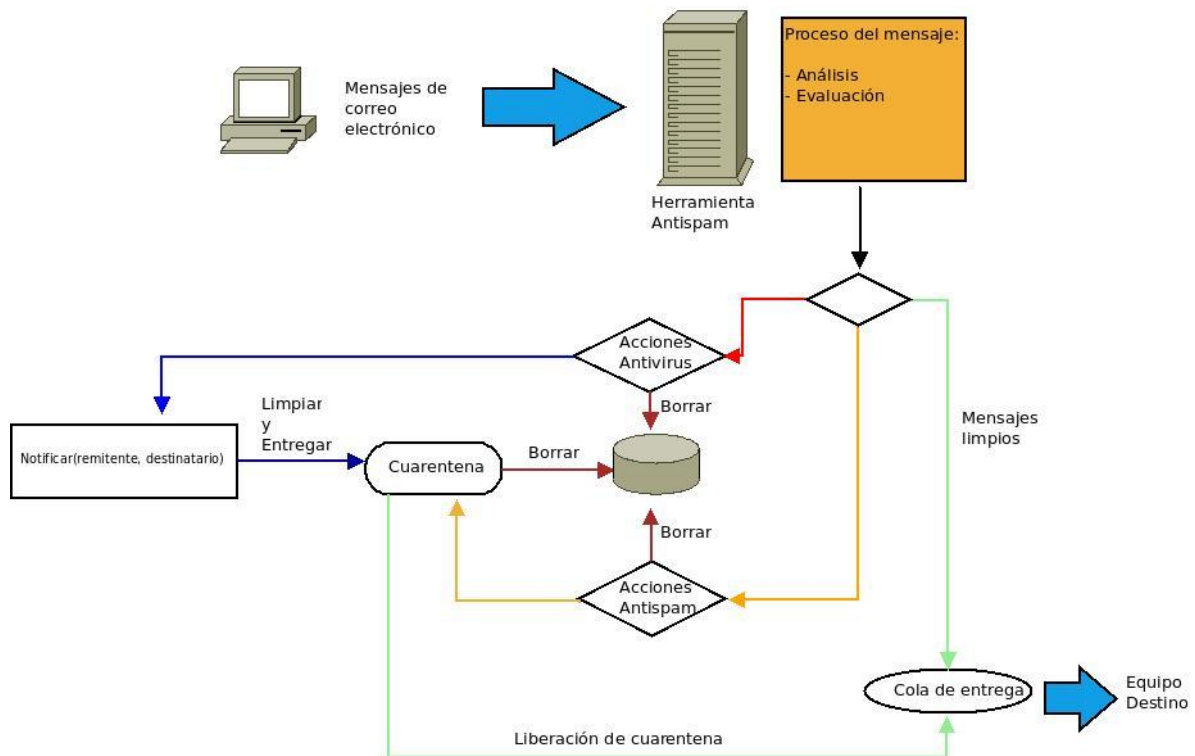 Proceso del mensaje:
- Análisis
- Evaluación
Mensajes de
correo
electrónico
Herramienta
Antispam
Acciones
Antivirus
Limpiar
y
Entregar
Borrar
Mensajes
limpios
Notificar(remitente, destinatario)
Cuarentena
Borrar
Borrar
Acciones
Antispam
Cola de entrega
Equipo
Destino
Liberación de cuarentena